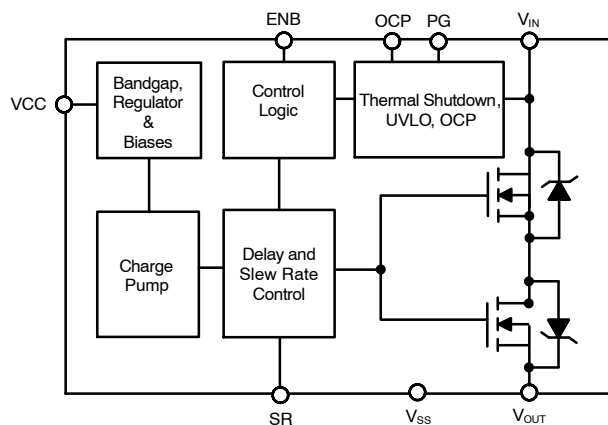 ENB
OCP
PG
VIN
VCC
Bandgap,
Regulator
&
Biases
Control
Logic
Thermal Shutdown,
UVLO, OCP
Charge
Pump
Delay and
Slew Rate
Control
SR
VSS
VOUT